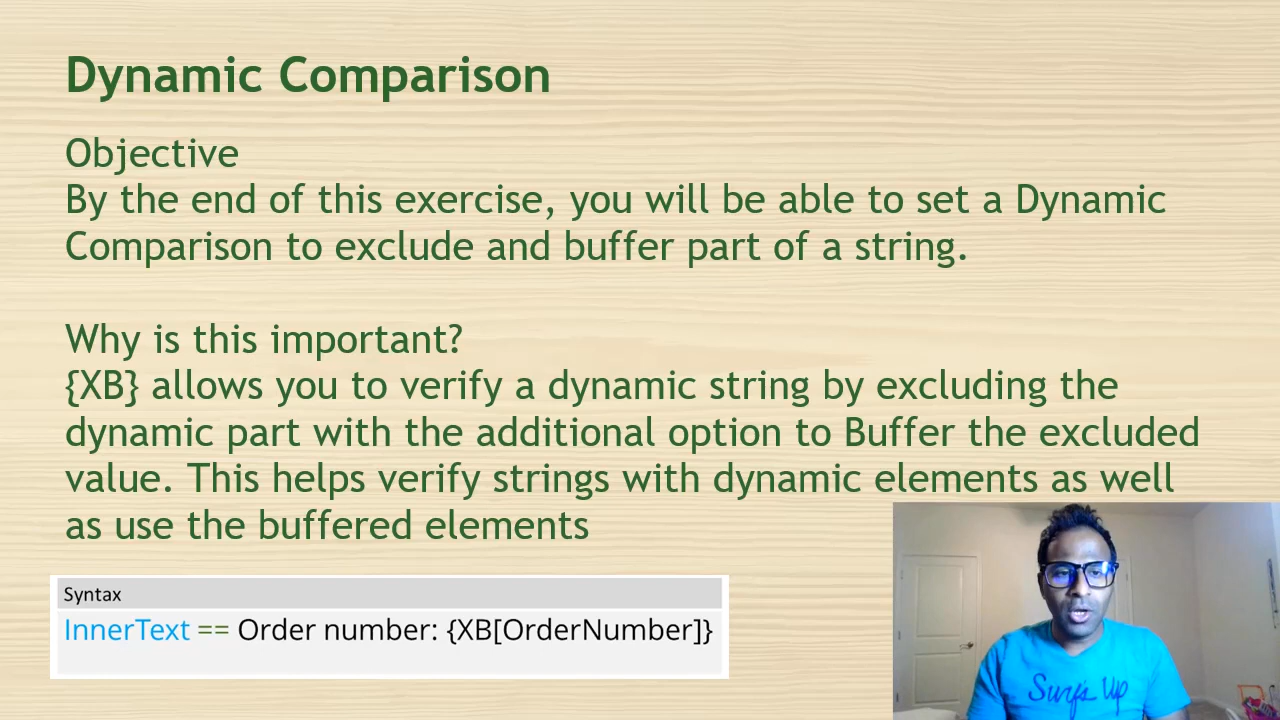 Dynamic Comparison
Objective
By the end of this exercise, you will be able to set a Dynamic
Comparison to exclude and buffer part of a string.
Why is this important?
{XB} allows you to verify a dynamic string by excluding the
dynamic part with the additional option to Buffer the excluded
value. This helps verify strings with dynamic elements as well
as use the buffered elements
Syntax
InnerText == Order number: {XB[OrderNumber]}
Surf's Up